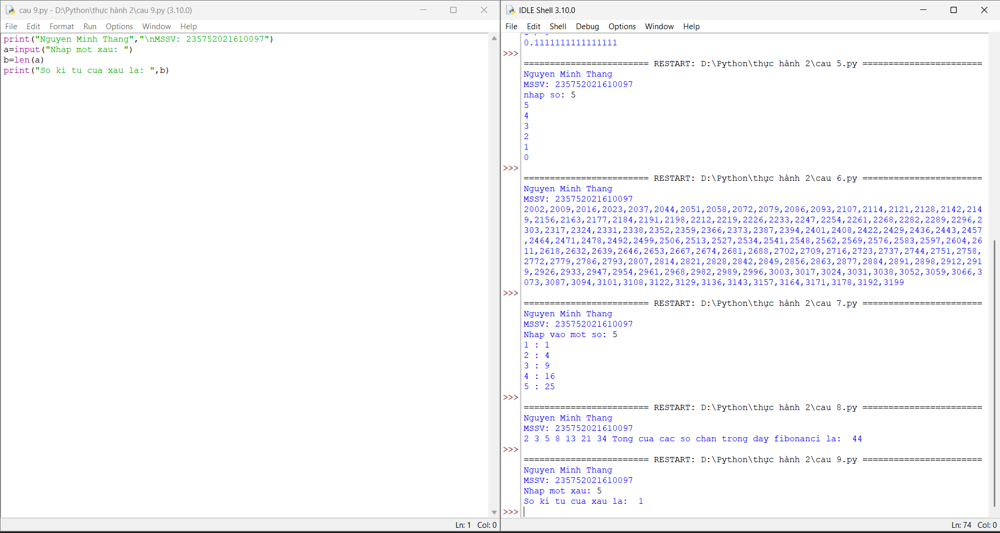 cau 9.py - D:\Python\thực hành 2\cau 9.py (3.10.0)
File Edit Format Run Options Window Help
print("Nguyen Minh Thang","\nMSSV: 235752021610097")
a=input("Nhap mot xau: ")
b=len(a)
print("So ki tu cua xau la: ",b)
Ln: 1 Col: 0
IDLE Shell 3.10.0
File Edit Shell Debug Options Window Help
0.1111111111111111
>>>
======================== RESTART: D:\Python\thực hành 2\cau 5.py =======================
Nguyen Minh Thang
MSSV: 235752021610097
nhap so: 5
5
4
3
2
1
0
>>>
======================== RESTART: D:\Python\thực hành 2\cau 6.py =======================
Nguyen Minh Thang
MSSV: 235752021610097
2002,2009,2016,2023,2037,2044,2051,2058,2072,2079,2086,2093,2107,2114,2121,2128,2142,214
9,2156,2163,2177,2184,2191,2198,2212,2219,2226,2233,2247,2254,2261,2268,2282,2289,2296,2
303,2317,2324,2331,2338,2352,2359,2366,2373,2387,2394,2401,2408,2422,2429,2436,2443,2457
,2464,2471,2478,2492,2499,2506,2513,2527,2534,2541,2548,2562,2569,2576,2583,2597,2604,26
11,2618,2632,2639,2646,2653,2667,2674,2681,2688,2702,2709,2716,2723,2737,2744,2751,2758,
2772,2779,2786,2793,2807,2814,2821,2828,2842,2849,2856,2863,2877,2884,2891,2898,2912,291
9,2926,2933,2947,2954,2961,2968,2982,2989,2996,3003,3017,3024,3031,3038,3052,3059,3066,3
073,3087,3094,3101,3108,3122,3129,3136,3143,3157,3164,3171,3178,3192,3199
>>>
======================== RESTART: D:\Python\thực hành 2\cau 7.py =======================
Nguyen Minh Thang
MSSV: 235752021610097
Nhap vao mot so: 5
1 : 1
2 : 4
3 : 9
4 : 16
5 : 25
>>>
======================== RESTART: D:\Python\thực hành 2\cau 8.py =======================
Nguyen Minh Thang
MSSV: 235752021610097
2 3 5 8 13 21 34 Tong cua cac so chan trong day fibonanci la:  44
>>>
======================== RESTART: D:\Python\thực hành 2\cau 9.py =======================
Nguyen Minh Thang
MSSV: 235752021610097
Nhap mot xau: 5
So ki tu cua xau la:  1
>>>
Ln: 74 Col: 0